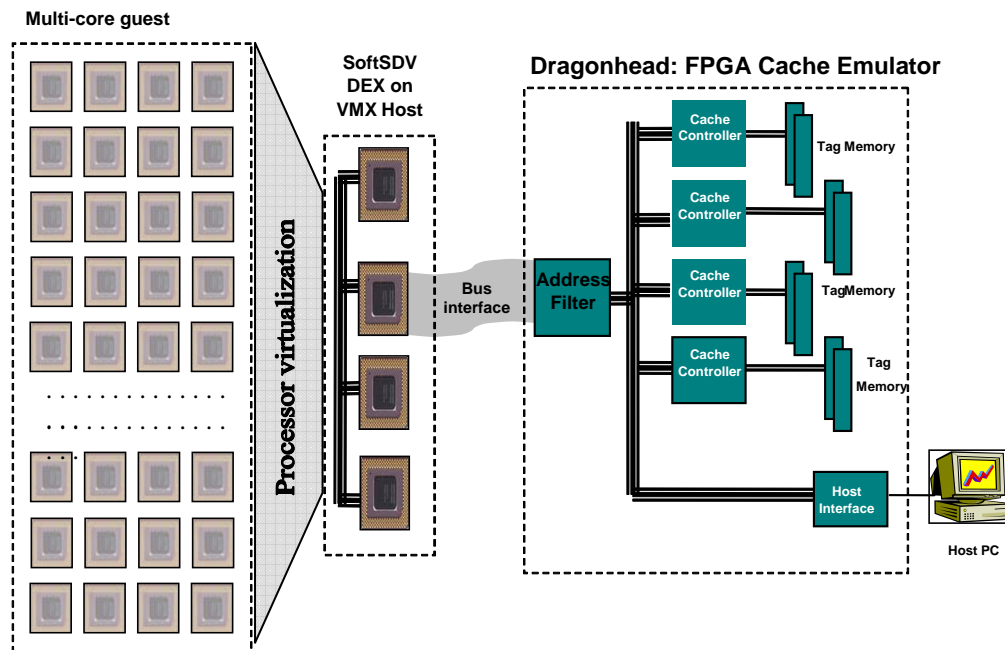 Multi-core guest
Processor virtualization
SoftSDV
DEX on
VMX Host
Bus
interface
Dragonhead: FPGA Cache Emulator
Address
Filter
Cache
Controller
Tag Memory
Cache
Controller
Cache
Controller
TagMemory
Cache
Controller
Tag
Memory
Host
Interface
Host PC